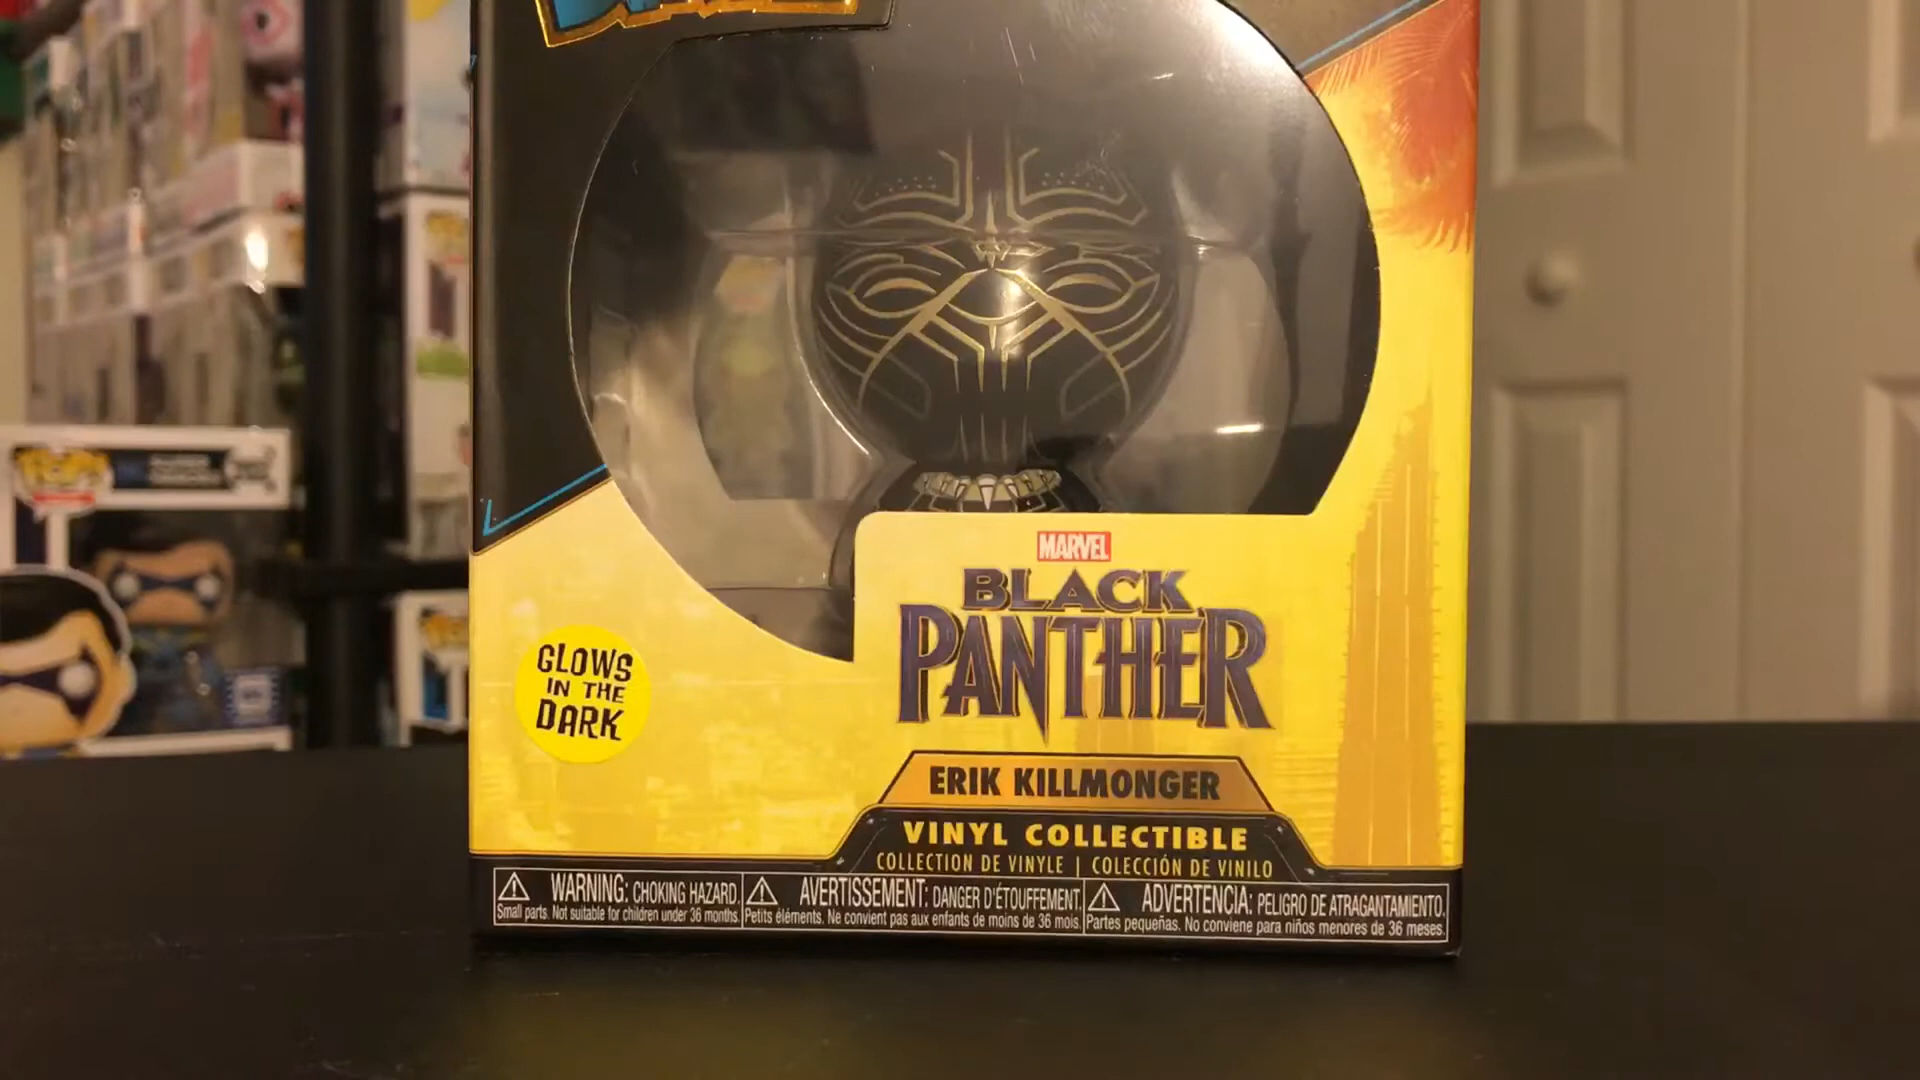 MARVEL
BLACK
PANTHER
GLOWS
IN THE
DARK
ERIK KILLMONGER
VINYL COLLECTIBLE
COLLECTION DE VINYLE | COLECCIÓN DE VINILO
WARNING: CHOKING HAZARD.
Small parts. Not suitable for children under 36 months.
AVERTISSEMENT: DANGER D'ÉTOUFFEMENT.
Petits éléments. Ne convient pas aux enfants de moins de 36 mois.
ADVERTENCIA: PELIGRO DE ATRAGANTAMIENTO.
Partes pequeñas. No conviene para niños menores de 36 meses.
POP!